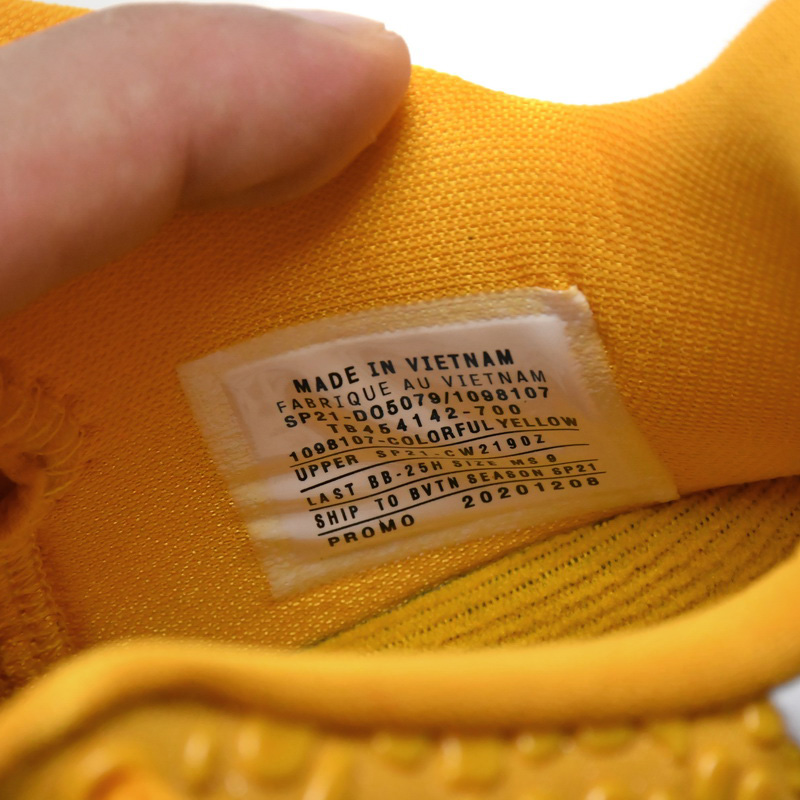 MADE IN VIETNAM
FABRIQUE AU VIETNAM
SP21-DO5079/1098107
TB454142-700
1098107-COLORFUL YELLOW
UPPER SP21-CW2190Z
LAST BB-25H SIZE MS 9
SHIP TO BVTN SEASON SP21
PROMO 20201208